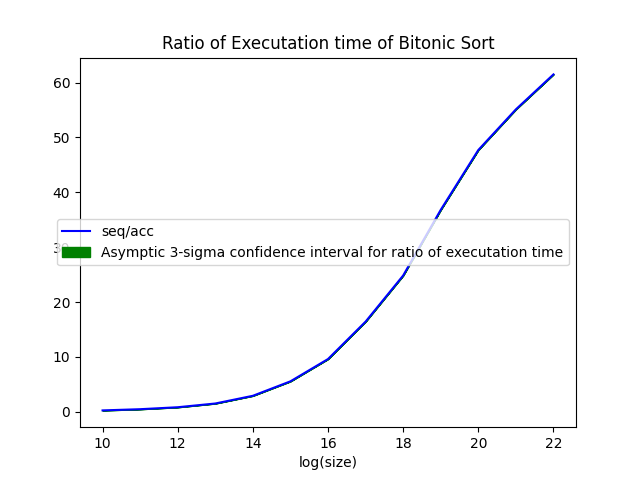 Ratio of Executation time of Bitonic Sort
60
50
40
seq/acc
30
Asymptic 3-sigma confidence interval for ratio of executation time
20
10
0
10 12 14 16 18 20 22
log(size)